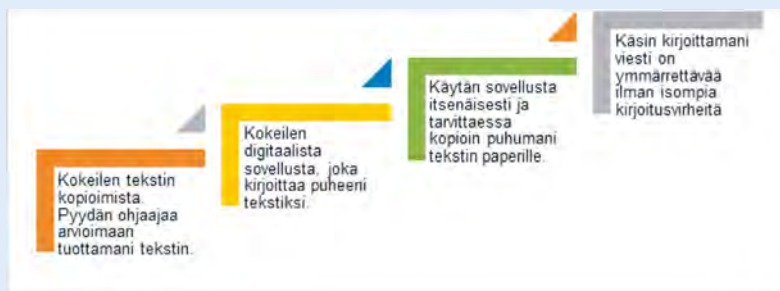 Kokeilen tekstin
kopioimista.
Pyydän ohjaajaa
arvioimaan
tuottamani tekstin.
Kokeilen
digitaalista
sovellusta, joka
kirjoittaa puheeni
tekstiksi.
Käytän sovellusta
itsenäisesti ja
tarvittaessa
kopioin puhumani
tekstin paperille.
Käsin kirjoittamani
viesti on
ymmärrettävää
ilman isompia
kirjoitusvirheitä